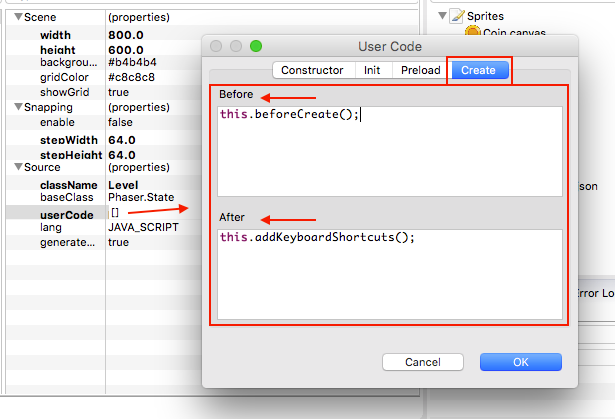 Scene (properties)
width 800.0
height 600.0
backgrou... #b4b4b4
gridColor #c8c8c8
showGrid true
Snapping (properties)
enable false
stepWidth 64.0
stepHeight 64.0
Source (properties)
className Level
baseClass Phaser.State
userCode []
lang JAVA_SCRIPT
generate... true
User Code
Constructor Init Preload Create
Before
this.beforeCreate();
After
this.addKeyboardShortcuts();
Cancel OK
Sprites
Coin canvas
son
Error Lo